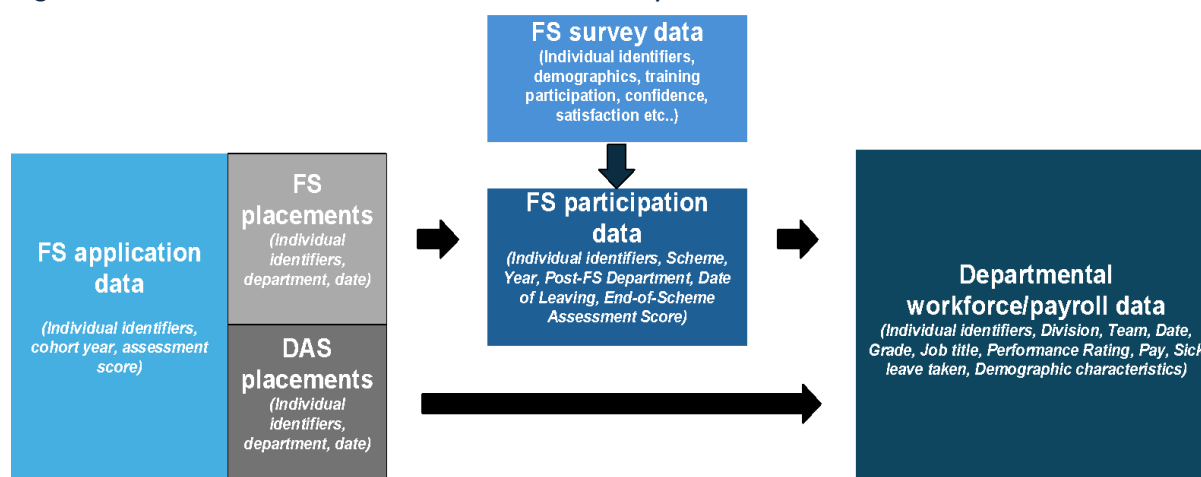 FS survey data
(Individual identifiers,
demographics, training
participation, confidence,
satisfaction etc..)
FS application
data
(Individual identifiers,
cohort year, assessment
score)
FS
placements
(Individual
identifiers,
department, date)
DAS
placements
(Individual
identifiers,
department, date)
FS participation
data
(Individual identifiers, Scheme,
Year, Post-FS Department, Date
of Leaving, End-of-Scheme
Assessment Score)
Departmental
workforce/payroll data
(Individual identifiers, Division, Team, Date,
Grade, Job title, Performance Rating, Pay, Sick
leave taken, Demographic characteristics)